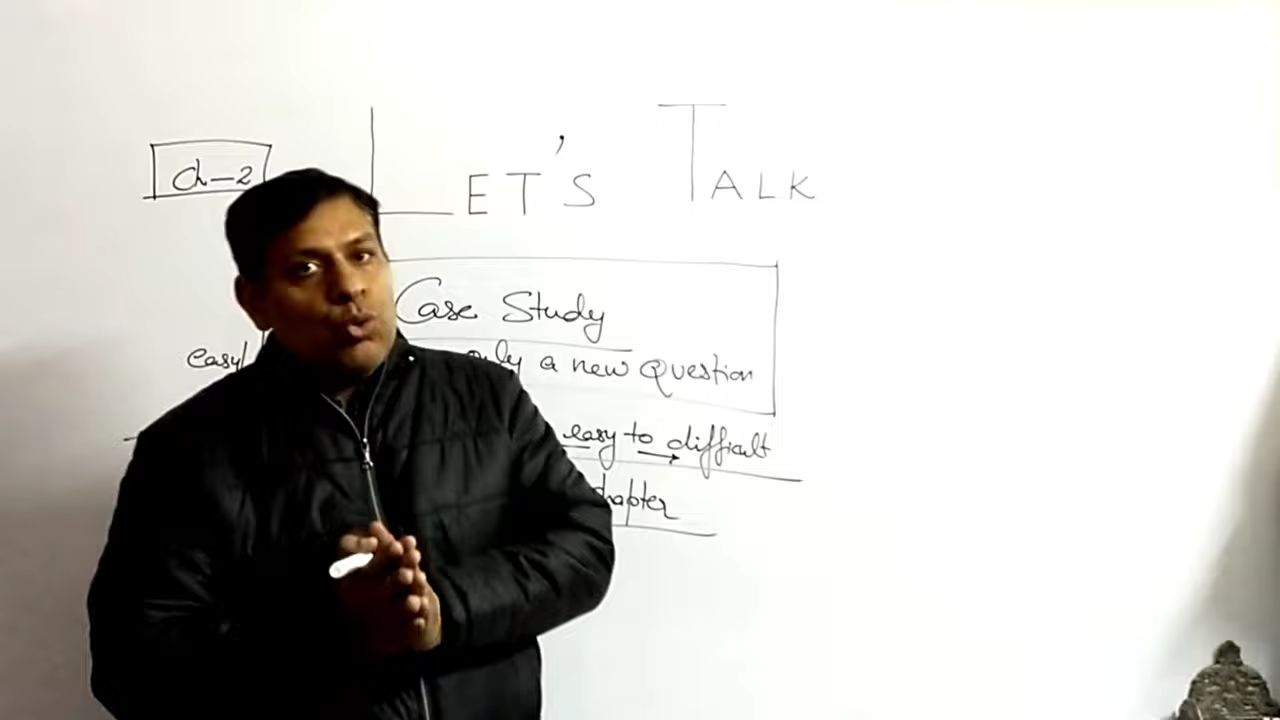 Ch-2
LET'S TALK
Case Study
easy only a new question
easy to difficult
chapter